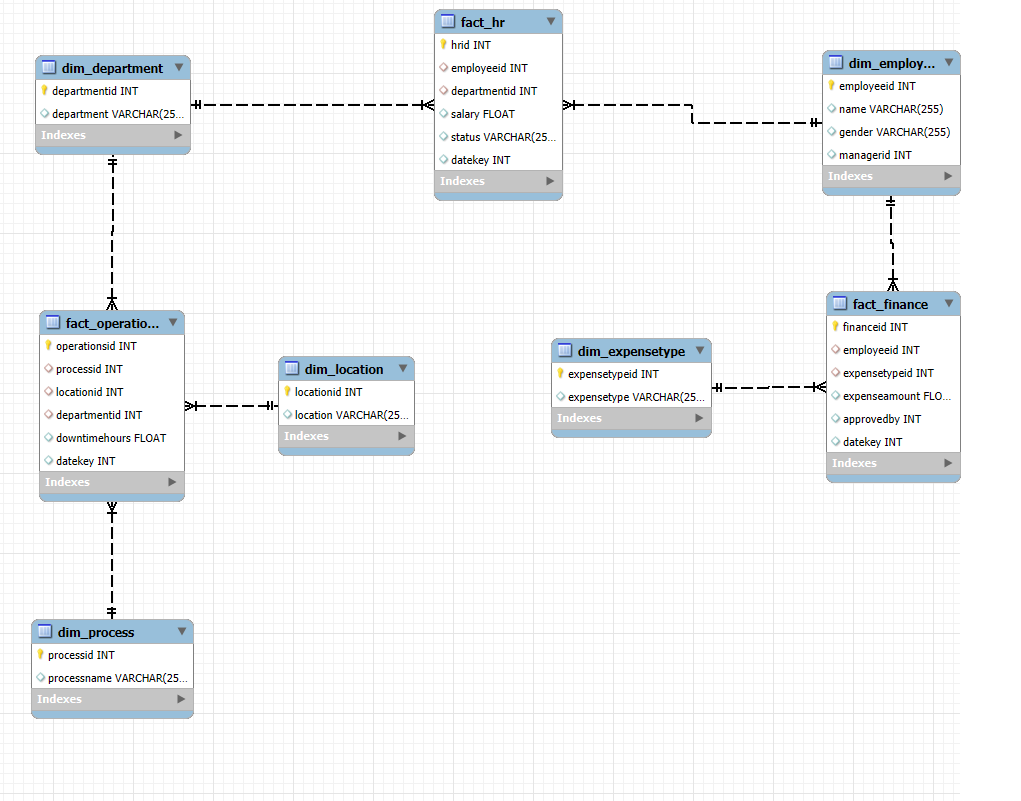 fact_hr
hrid INT
employeeid INT
departmentid INT
salary FLOAT
status VARCHAR(25...
datekey INT
Indexes
dim_department
departmentid INT
department VARCHAR(25...
Indexes
dim_employ...
employeeid INT
name VARCHAR(255)
gender VARCHAR(255)
managerid INT
Indexes
fact_operatio...
operationsid INT
processid INT
locationid INT
departmentid INT
downtimehours FLOAT
datekey INT
Indexes
dim_location
locationid INT
location VARCHAR(25...
Indexes
dim_expensetype
expensetypeid INT
expensetype VARCHAR(25...
Indexes
fact_finance
financeid INT
employeeid INT
expensetypeid INT
expenseamount FLO...
approvedby INT
datekey INT
Indexes
dim_process
processid INT
processname VARCHAR(25...
Indexes